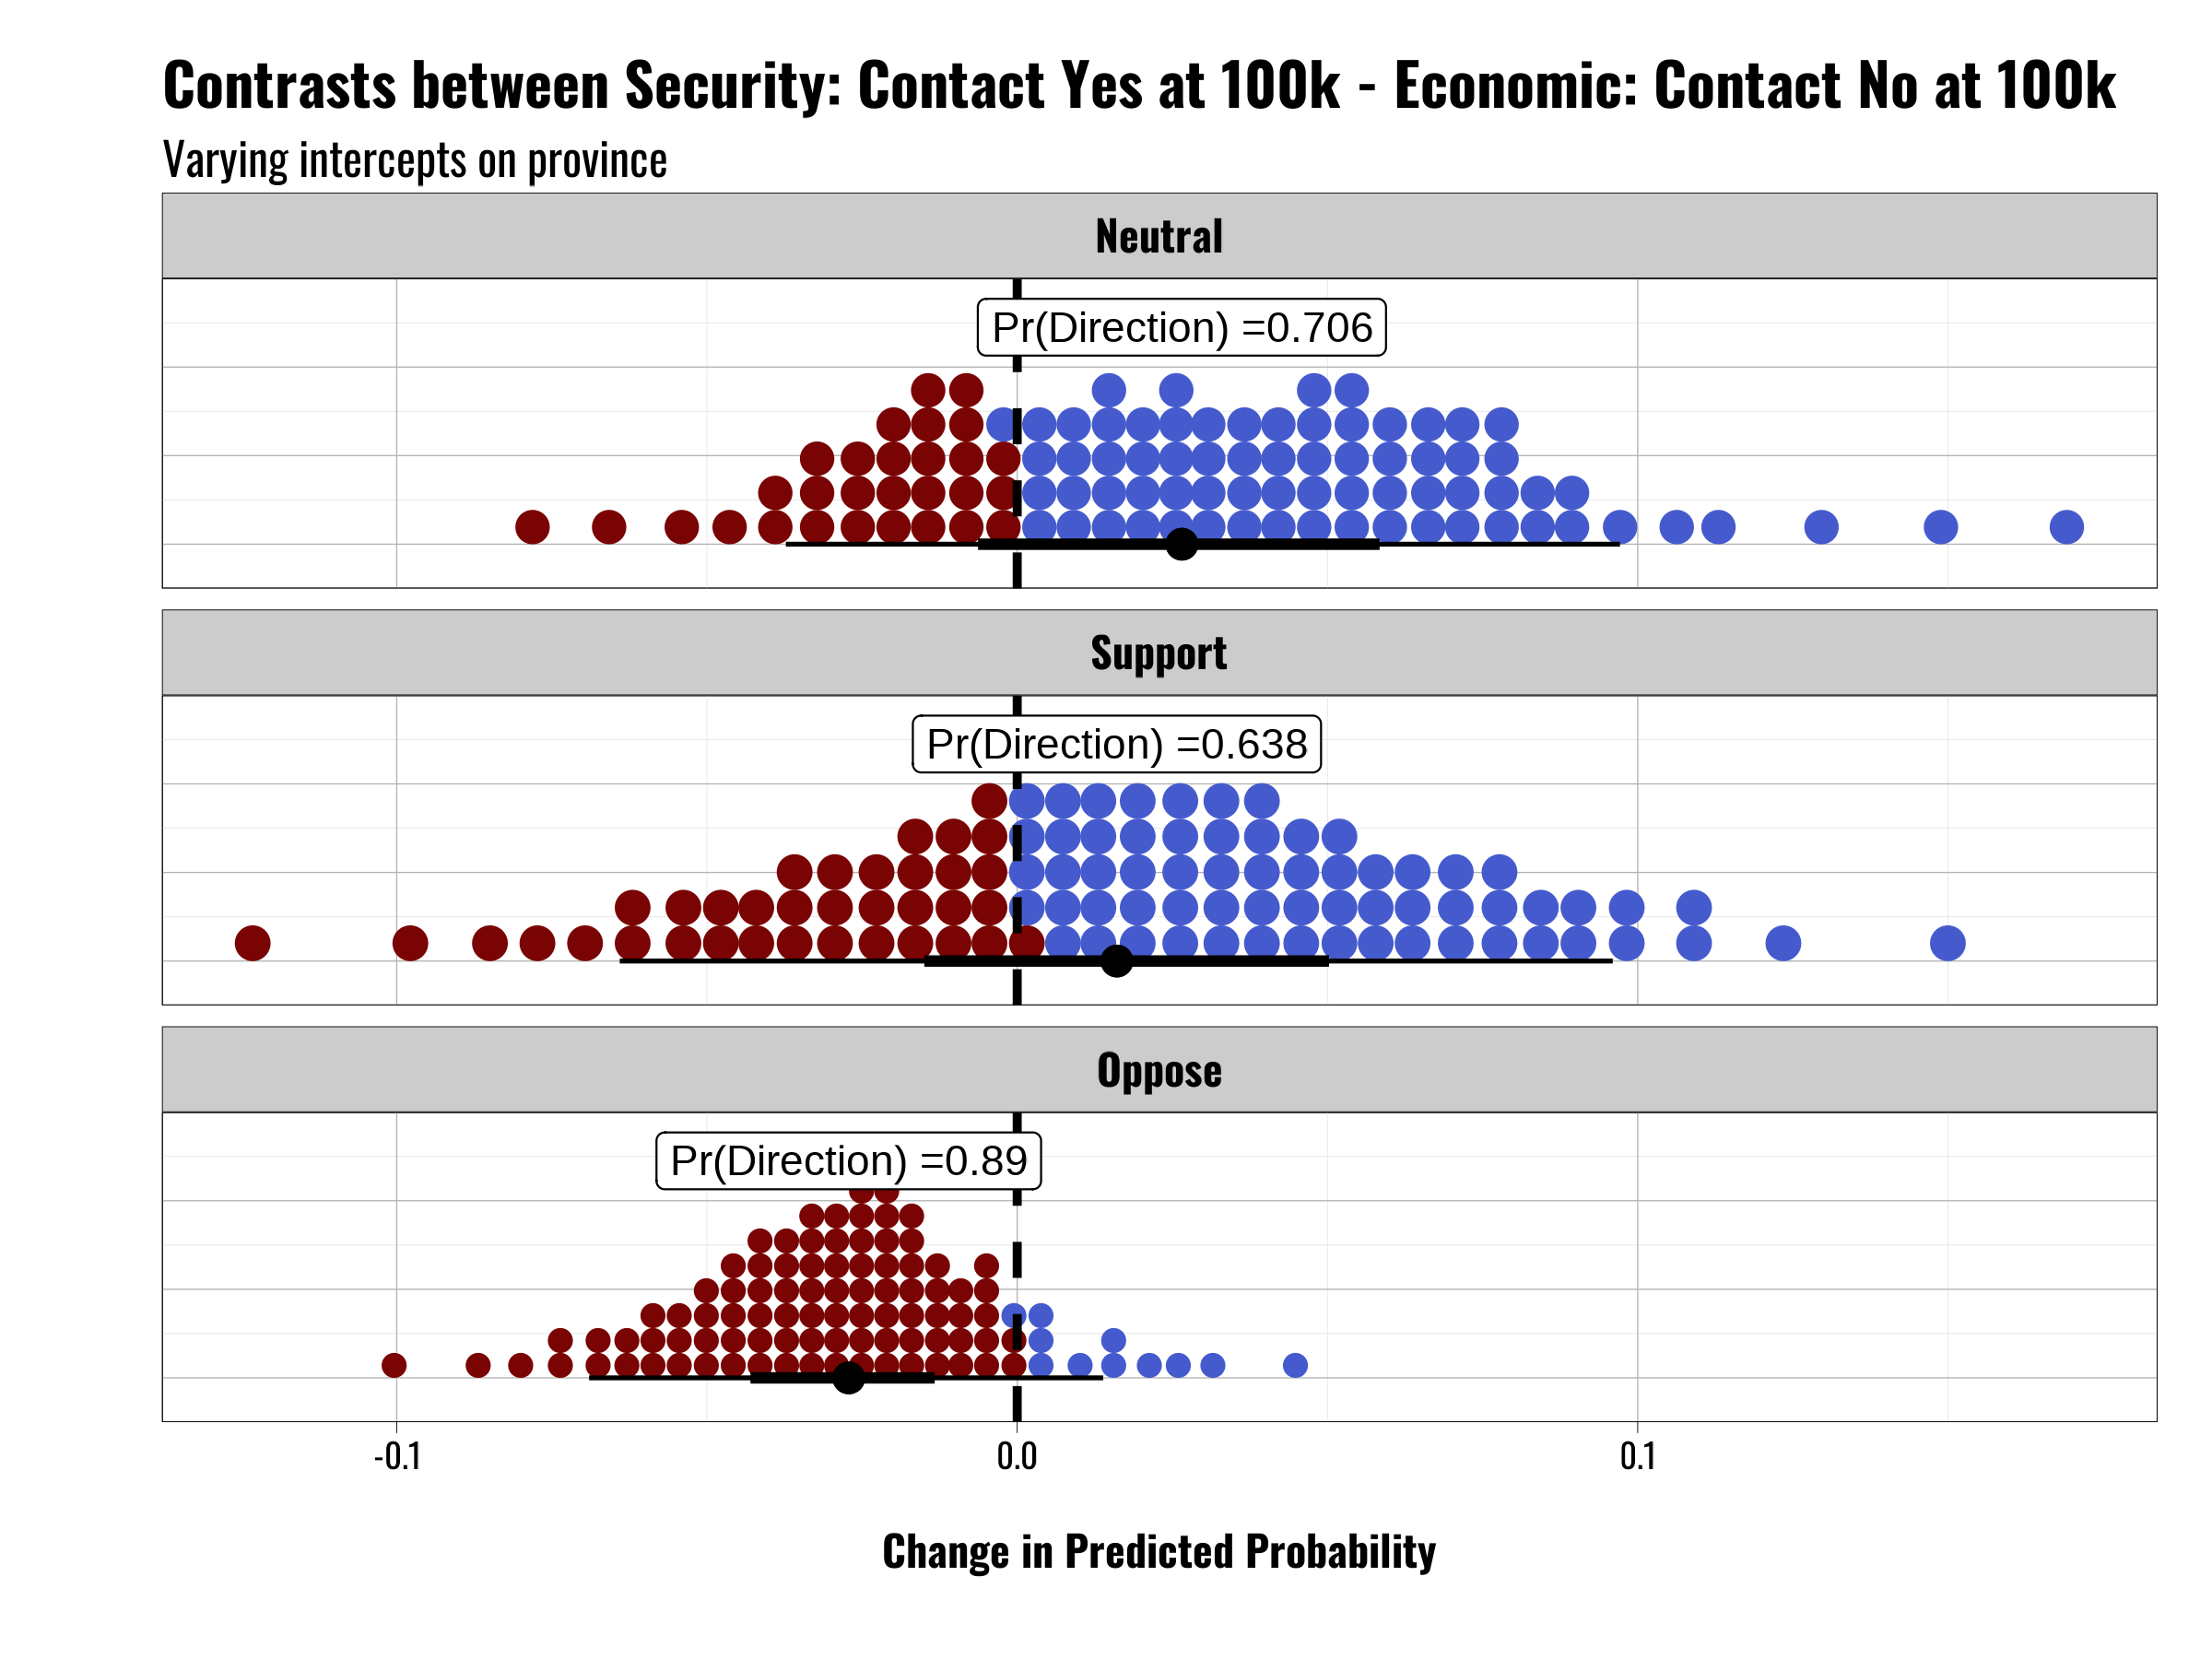 Contrasts between Security: Contact Yes at 100k - Economic: Contact No at 100k
Varying intercepts on province
Neutral
Pr(Direction) =0.706
Support
Pr(Direction) =0.638
Oppose
Pr(Direction) =0.89
-0.1 0.0 0.1
Change in Predicted Probability